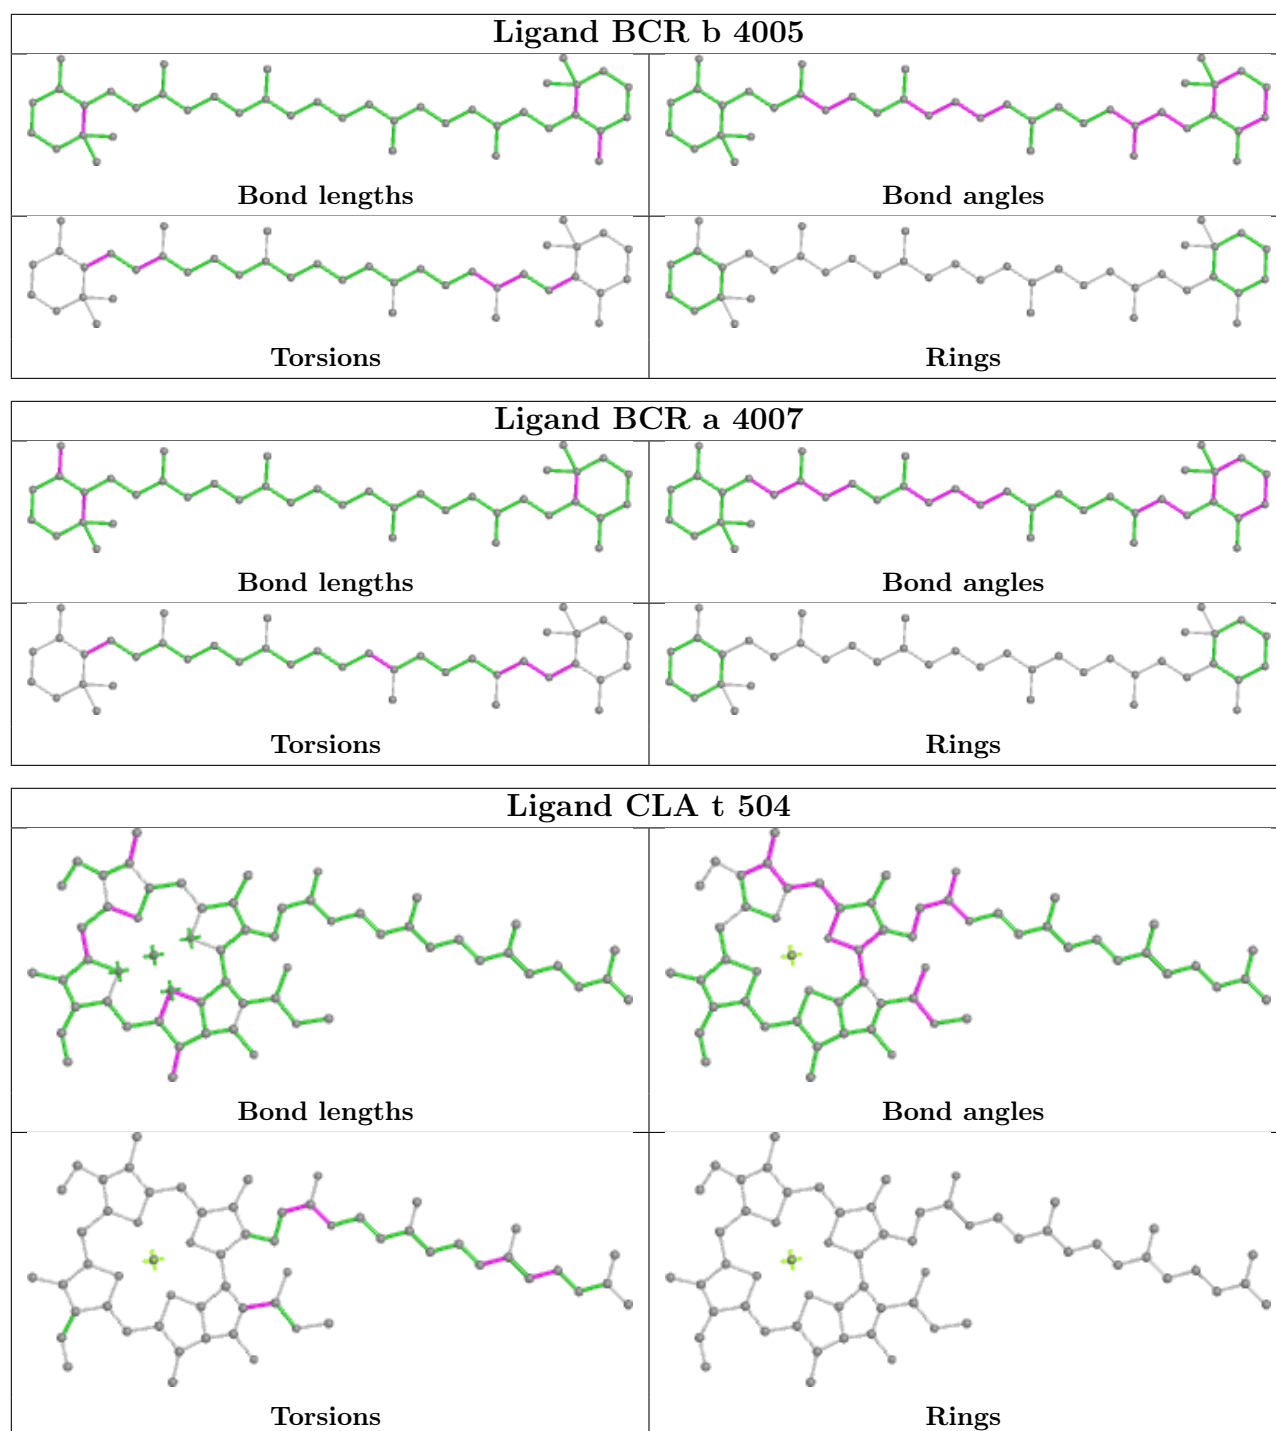 Ligand BCR b 4005
Bond lengths
Bond angles
Torsions
Rings
Ligand BCR a 4007
Bond lengths
Bond angles
Torsions
Rings
Ligand CLA t 504
Bond lengths
Bond angles
Torsions
Rings